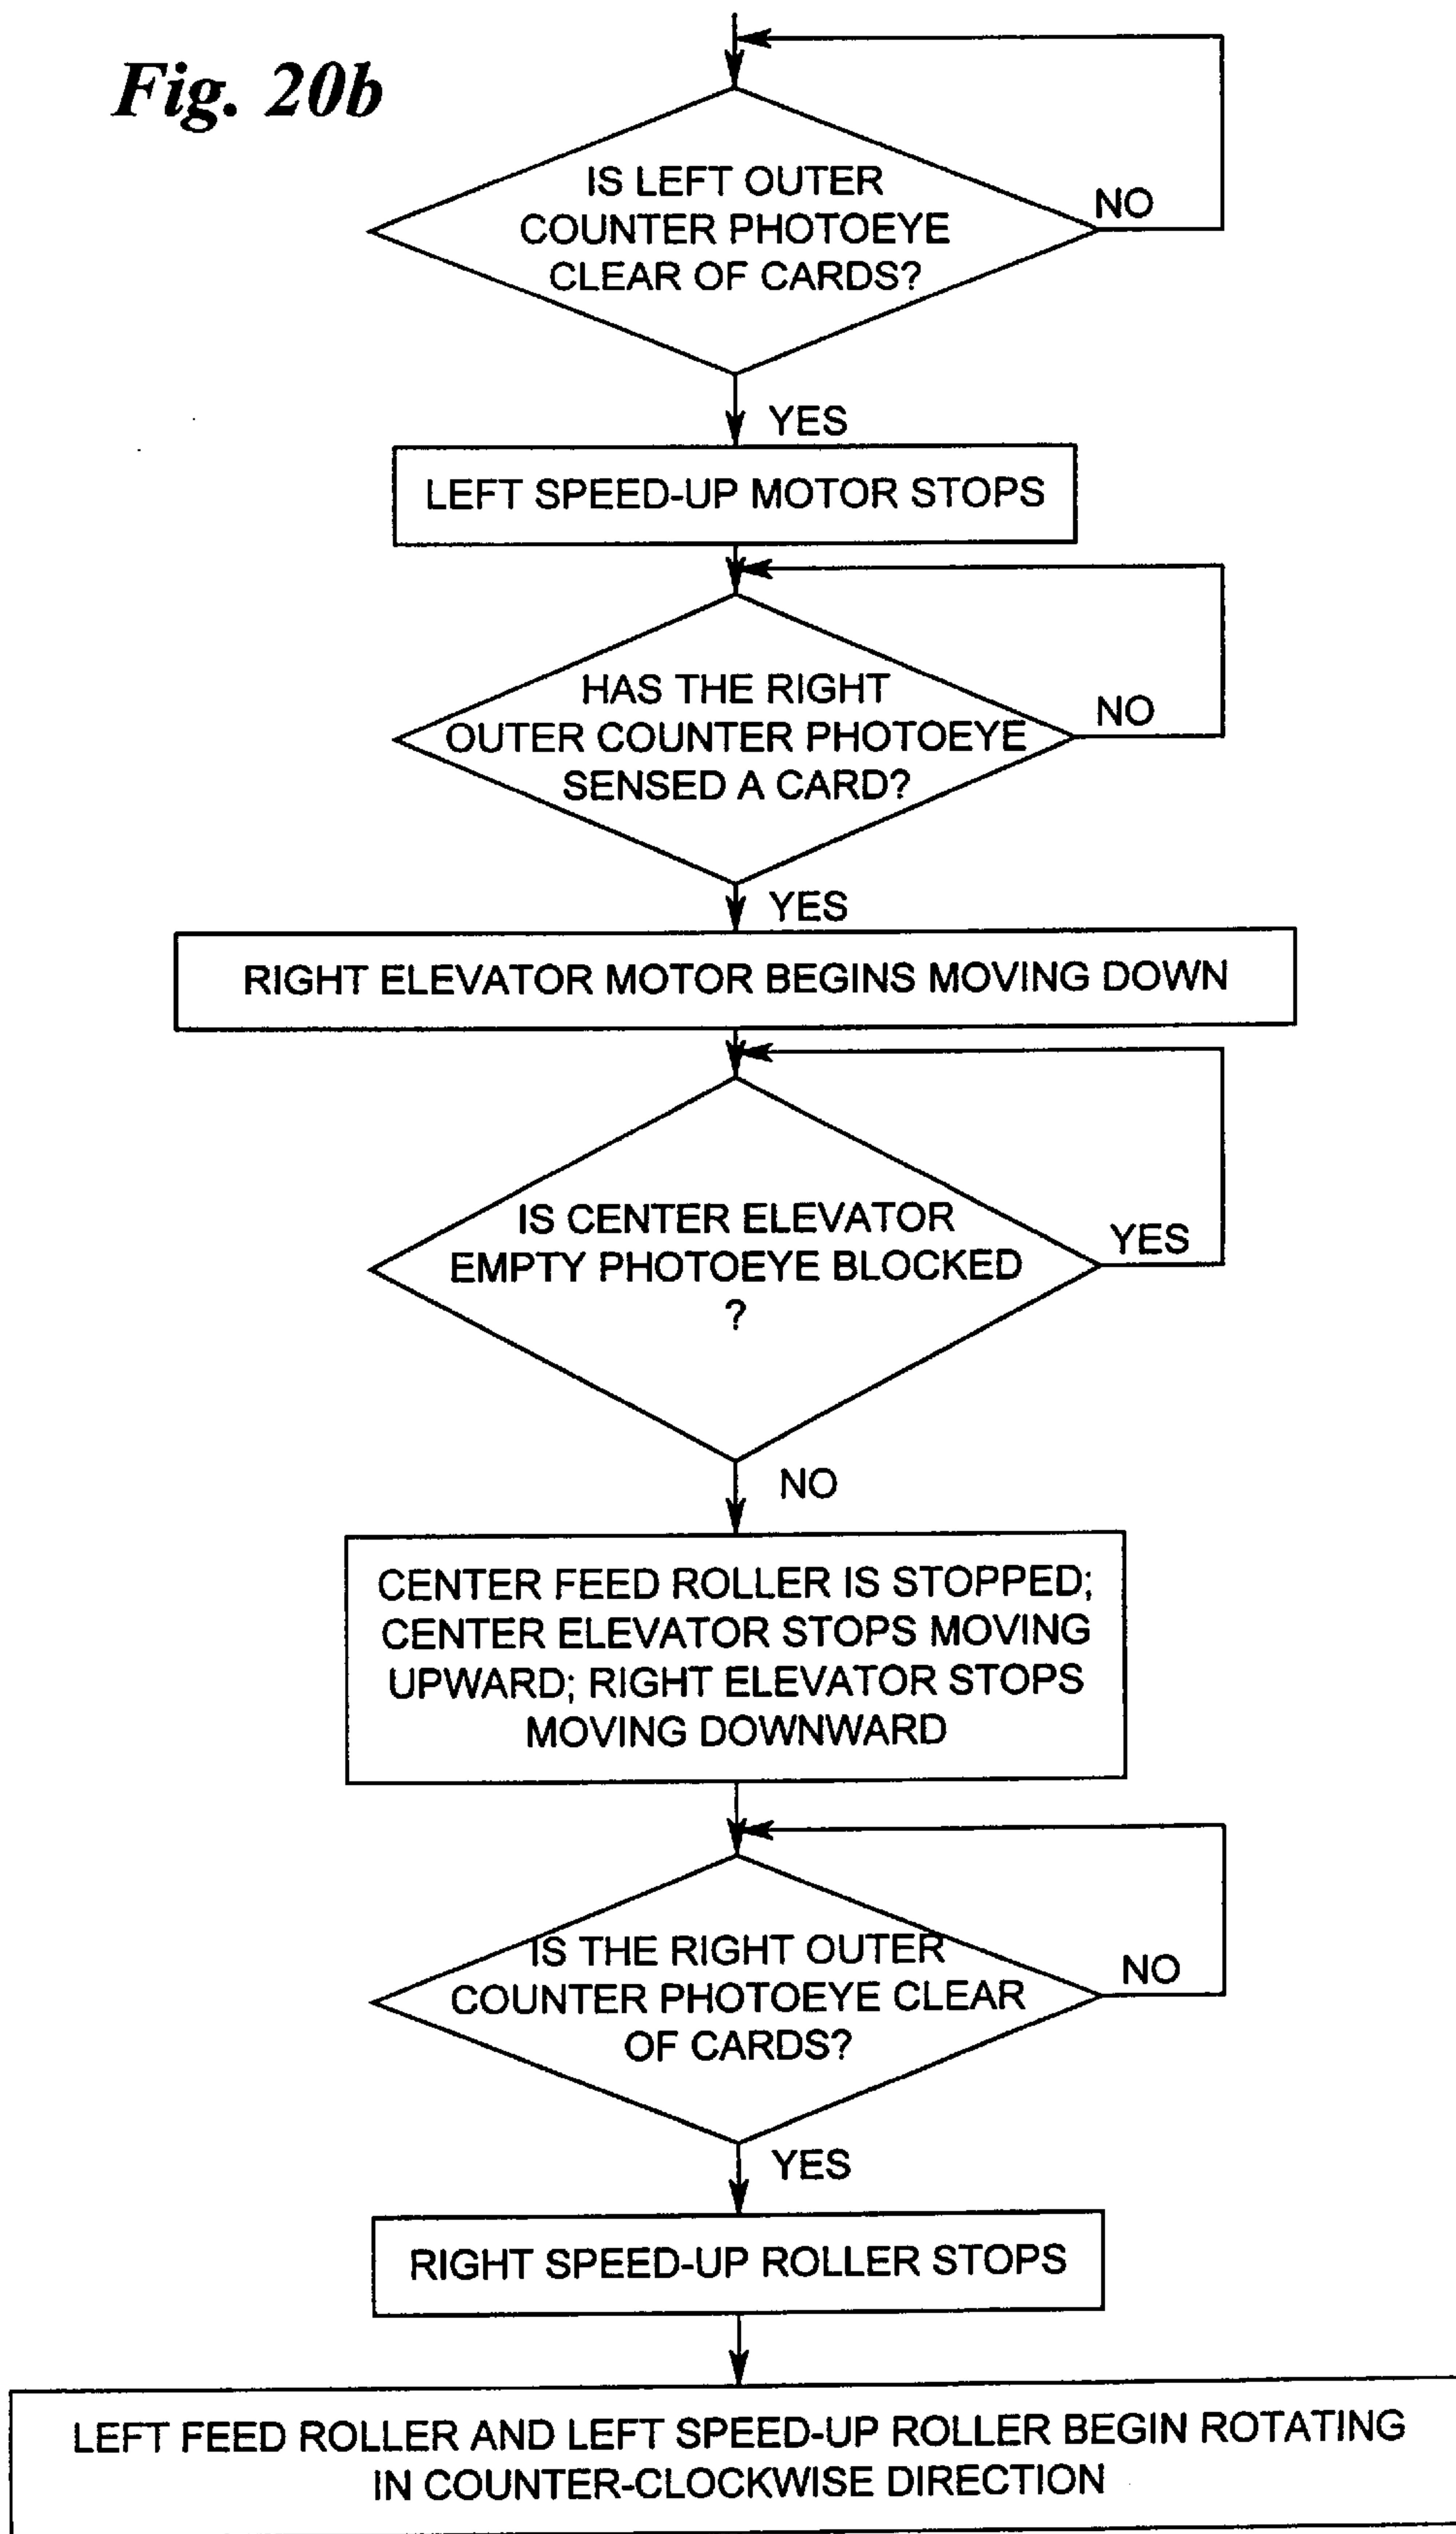 Fig. 20b
IS LEFT OUTER
COUNTER PHOTOEYE
CLEAR OF CARDS?
NO
YES
LEFT SPEED-UP MOTOR STOPS
HAS THE RIGHT
OUTER COUNTER PHOTOEYE
SENSED A CARD?
NO
YES
RIGHT ELEVATOR MOTOR BEGINS MOVING DOWN
IS CENTER ELEVATOR
EMPTY PHOTOEYE BLOCKED
?
YES
NO
CENTER FEED ROLLER IS STOPPED;
CENTER ELEVATOR STOPS MOVING
UPWARD; RIGHT ELEVATOR STOPS
MOVING DOWNWARD
IS THE RIGHT OUTER
COUNTER PHOTOEYE CLEAR
OF CARDS?
NO
YES
RIGHT SPEED-UP ROLLER STOPS
LEFT FEED ROLLER AND LEFT SPEED-UP ROLLER BEGIN ROTATING
IN COUNTER-CLOCKWISE DIRECTION